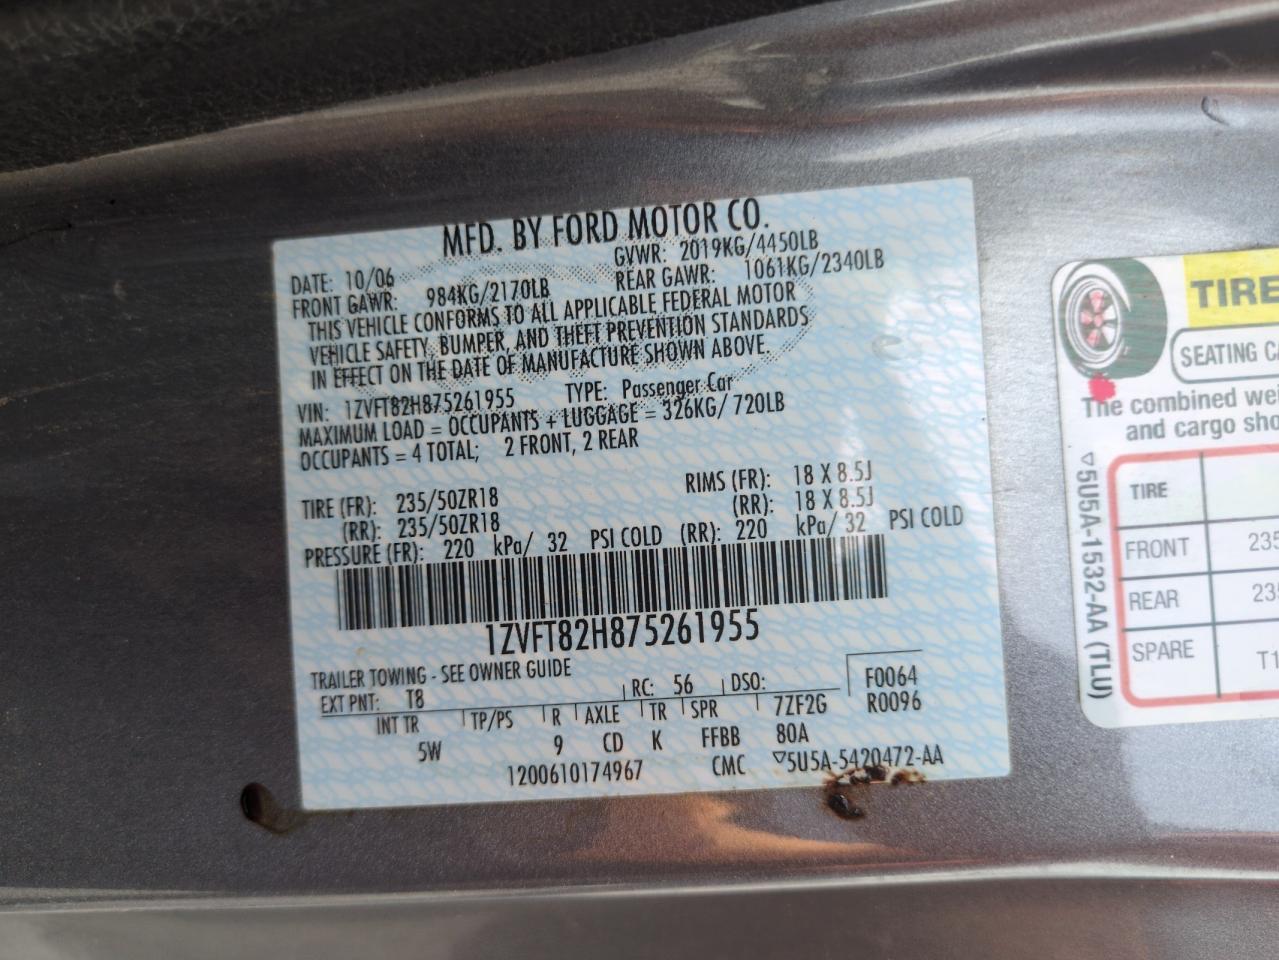 MFD. BY FORD MOTOR CO.
DATE: 10/06 GVWR: 2019KG/4450LB
FRONT GAWR: 984KG/2170LB REAR GAWR: 1061KG/2340LB
THIS VEHICLE CONFORMS TO ALL APPLICABLE FEDERAL MOTOR
VEHICLE SAFETY, BUMPER, AND THEFT PREVENTION STANDARDS
IN EFFECT ON THE DATE OF MANUFACTURE SHOWN ABOVE.
VIN: 1ZVFT82H875261955 TYPE: Passenger Car
MAXIMUM LOAD = OCCUPANTS + LUGGAGE = 326KG/ 720LB
OCCUPANTS = 4 TOTAL; 2 FRONT, 2 REAR
TIRE (FR): 235/50ZR18 RIMS (FR): 18 X 8.5J
(RR): 235/50ZR18 (RR): 18 X 8.5J
PRESSURE (FR): 220 kPa/ 32 PSI COLD (RR): 220 kPa/ 32 PSI COLD
1ZVFT82H875261955
TRAILER TOWING - SEE OWNER GUIDE
EXT PNT: T8 RC: 56 DSO: F0064
INT TR TP/PS R AXLE TR SPR 7ZF2G R0096
5W 9 CD K FFBB 80A
1200610174967 CMC ▽5U5A-5420472-AA
TIRE
SEATING CA
The combined we
and cargo sho
TIRE
FRONT 235
REAR 235
SPARE T1
▽5U5A-1532-AA (TLU)